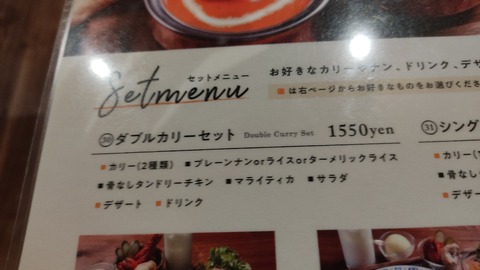 セットメニュー
Setmenu
お好きなカリーやナン、ドリンク、デザ
■は右ページからお好きなものをお選びくださ
㉚ダブルカリーセット Double Curry Set 1550yen
■カリー(2種類) ■プレーンナンorライスorターメリックライス
■骨なしタンドリーチキン ■マライティカ ■サラダ
■デザート ■ドリンク
㉛シング
■カリー(1
■骨なし
■デザ